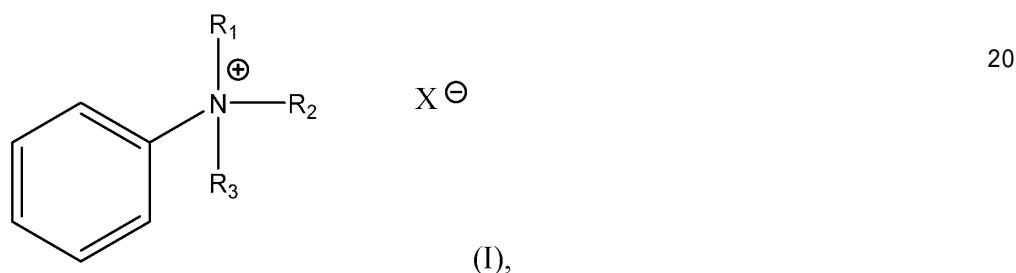 R₁
20
⊕
N
R₂
X ⊖
R₃
(I),